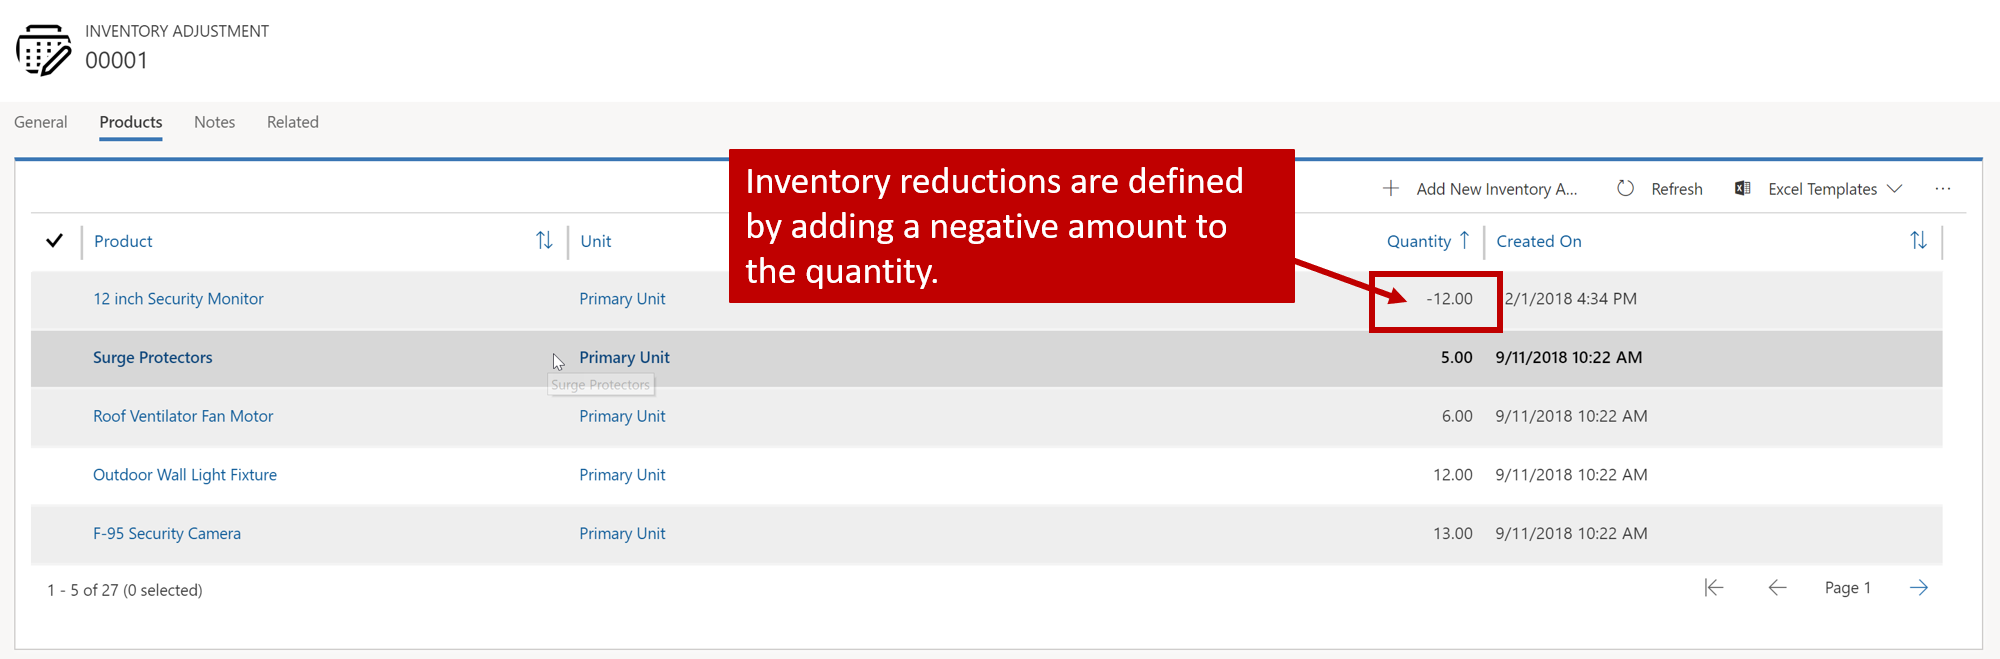 INVENTORY ADJUSTMENT
00001
General Products Notes Related
Inventory reductions are defined
by adding a negative amount to
the quantity.
Add New Inventory A... Refresh Excel Templates ...
Product Unit Quantity Created On
12 inch Security Monitor Primary Unit -12.00 2/1/2018 4:34 PM
Surge Protectors Primary Unit 5.00 9/11/2018 10:22 AM
Surge Protectors
Roof Ventilator Fan Motor Primary Unit 6.00 9/11/2018 10:22 AM
Outdoor Wall Light Fixture Primary Unit 12.00 9/11/2018 10:22 AM
F-95 Security Camera Primary Unit 13.00 9/11/2018 10:22 AM
1 - 5 of 27 (0 selected) Page 1